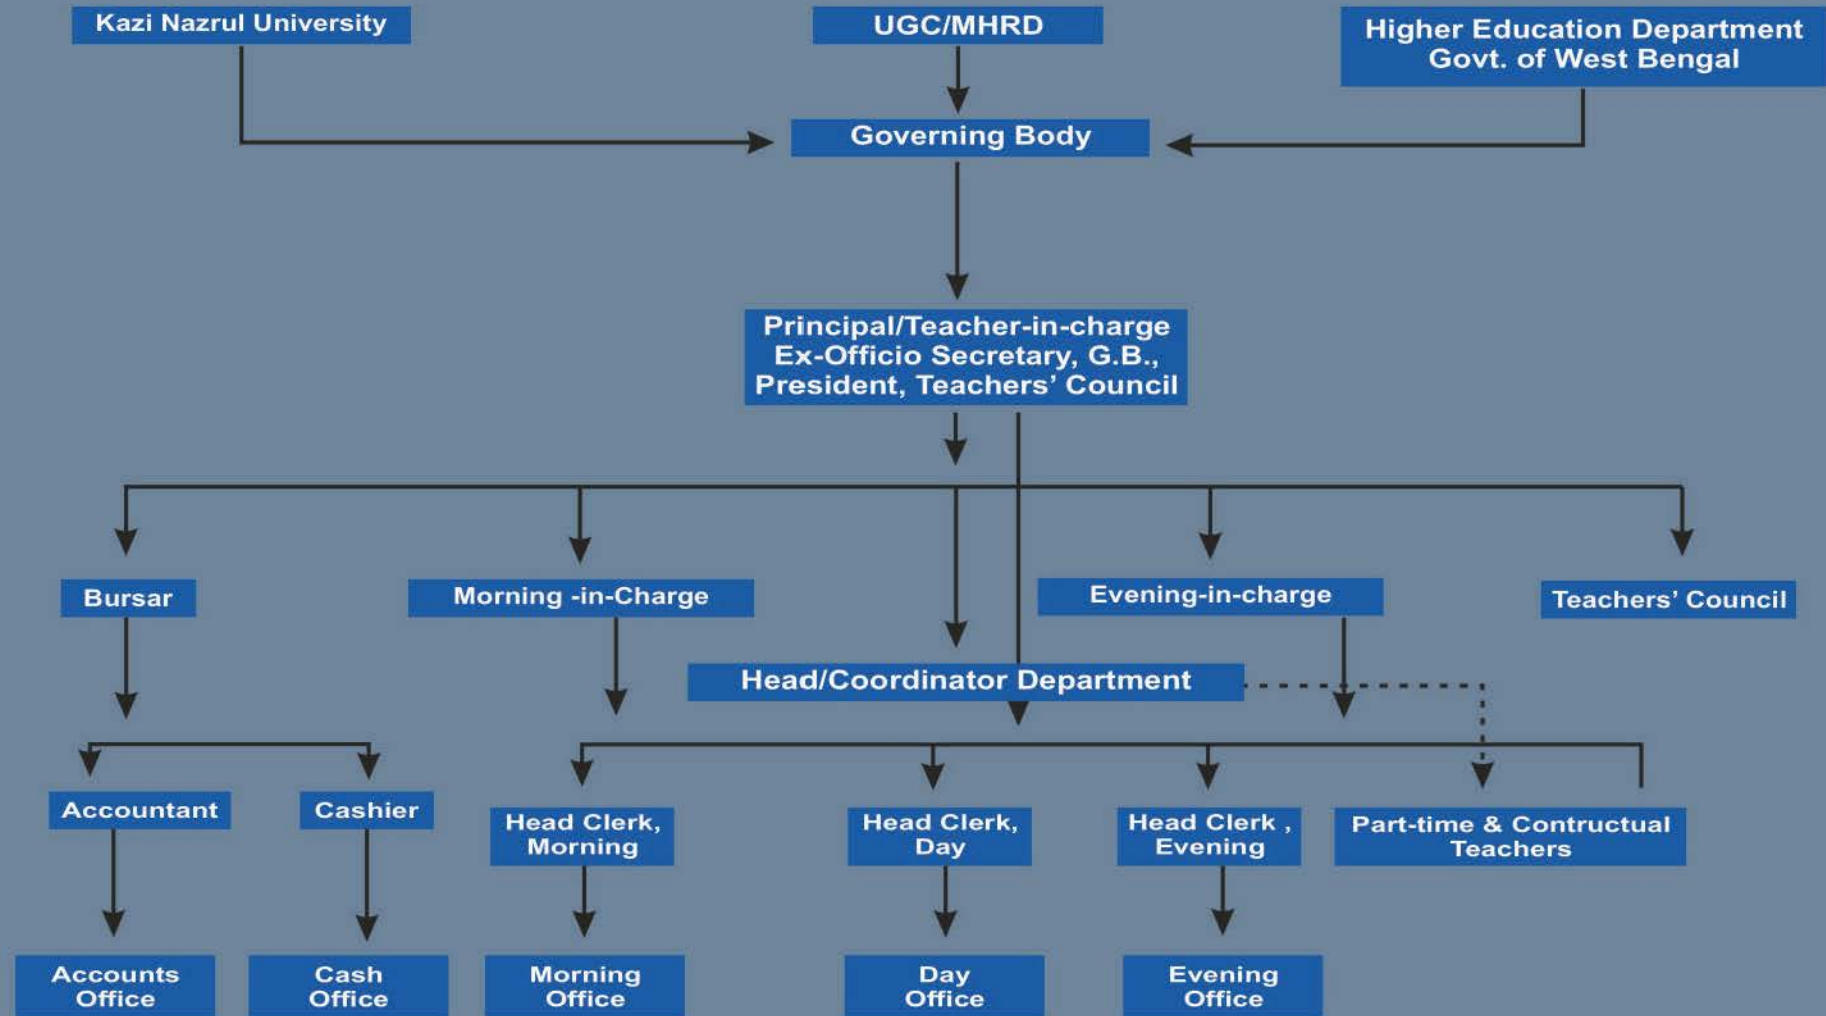 Kazi Nazrul University
UGC/MHRD
Higher Education Department
Govt. of West Bengal
Governing Body
Principal/Teacher-in-charge
Ex-Officio Secretary, G.B.,
President, Teachers’ Council
Bursar
Morning -in-Charge
Evening-in-charge
Teachers’ Council
Head/Coordinator Department
Accountant
Cashier
Head Clerk,
Morning
Head Clerk,
Day
Head Clerk ,
Evening
Part-time & Contructual
Teachers
Accounts
Office
Cash
Office
Morning
Office
Day
Office
Evening
Office